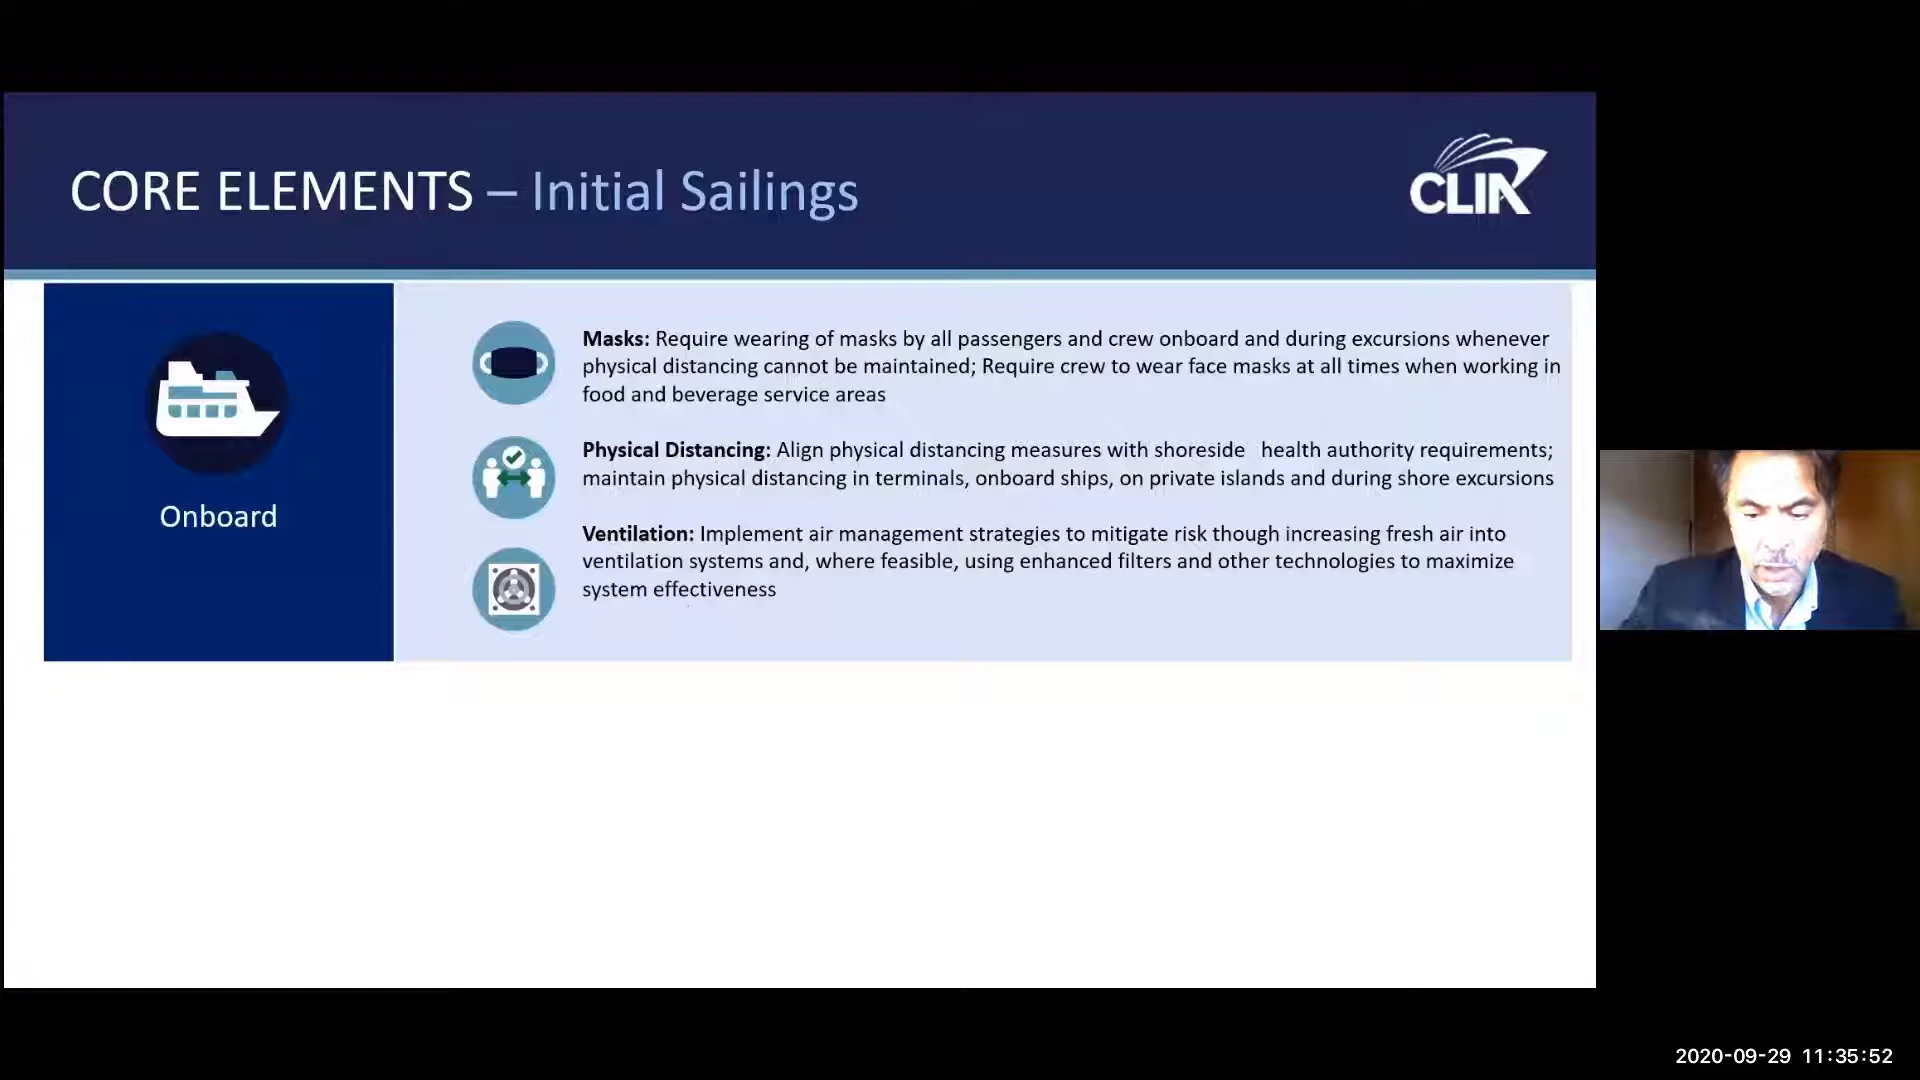 CORE ELEMENTS – Initial Sailings
CLIA
Onboard
Masks: Require wearing of masks by all passengers and crew onboard and during excursions whenever
physical distancing cannot be maintained; Require crew to wear face masks at all times when working in
food and beverage service areas
Physical Distancing: Align physical distancing measures with shoreside health authority requirements;
maintain physical distancing in terminals, onboard ships, on private islands and during shore excursions
Ventilation: Implement air management strategies to mitigate risk though increasing fresh air into
ventilation systems and, where feasible, using enhanced filters and other technologies to maximize
system effectiveness
2020-09-29 11:35:52